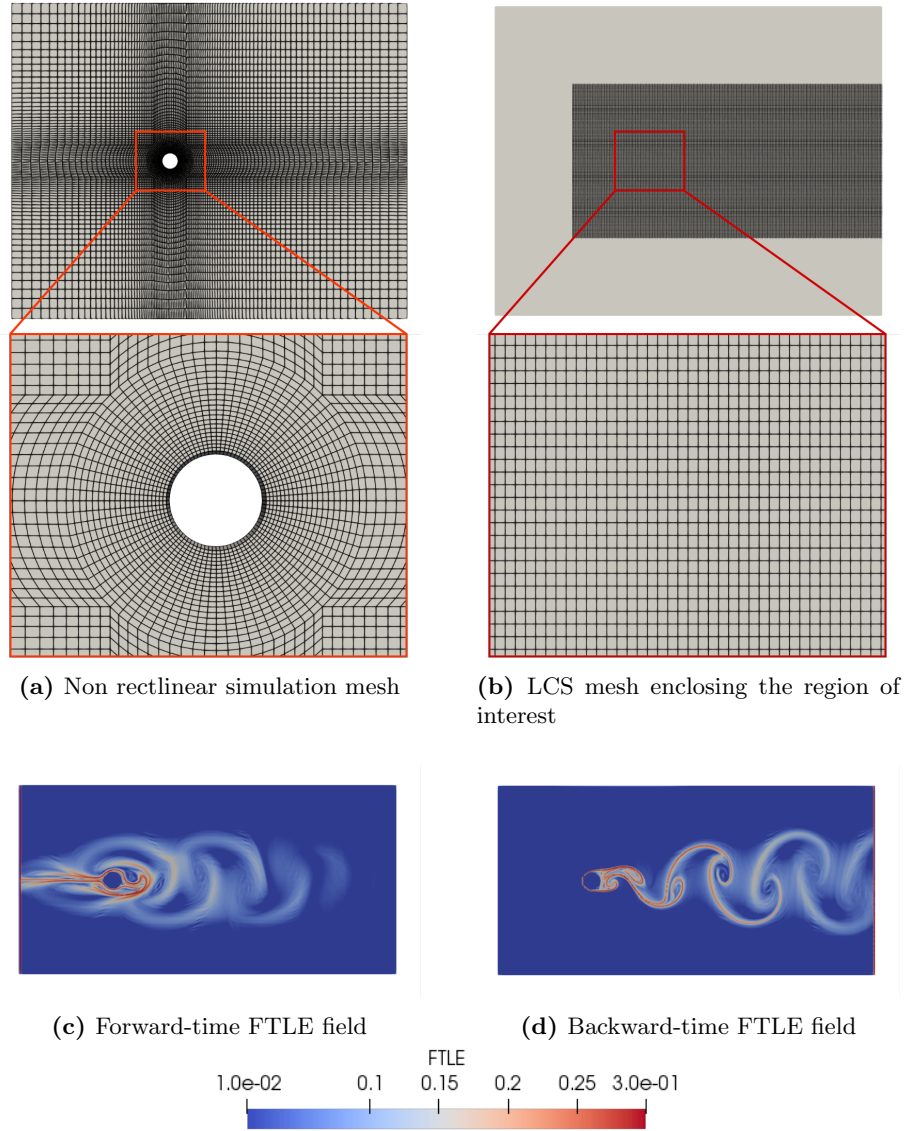 (a) Non rectlinear simulation mesh
(b) LCS mesh enclosing the region of
interest
(c) Forward-time FTLE field
(d) Backward-time FTLE field
FTLE
1.0e-02 0.1 0.15 0.2 0.25 3.0e-01